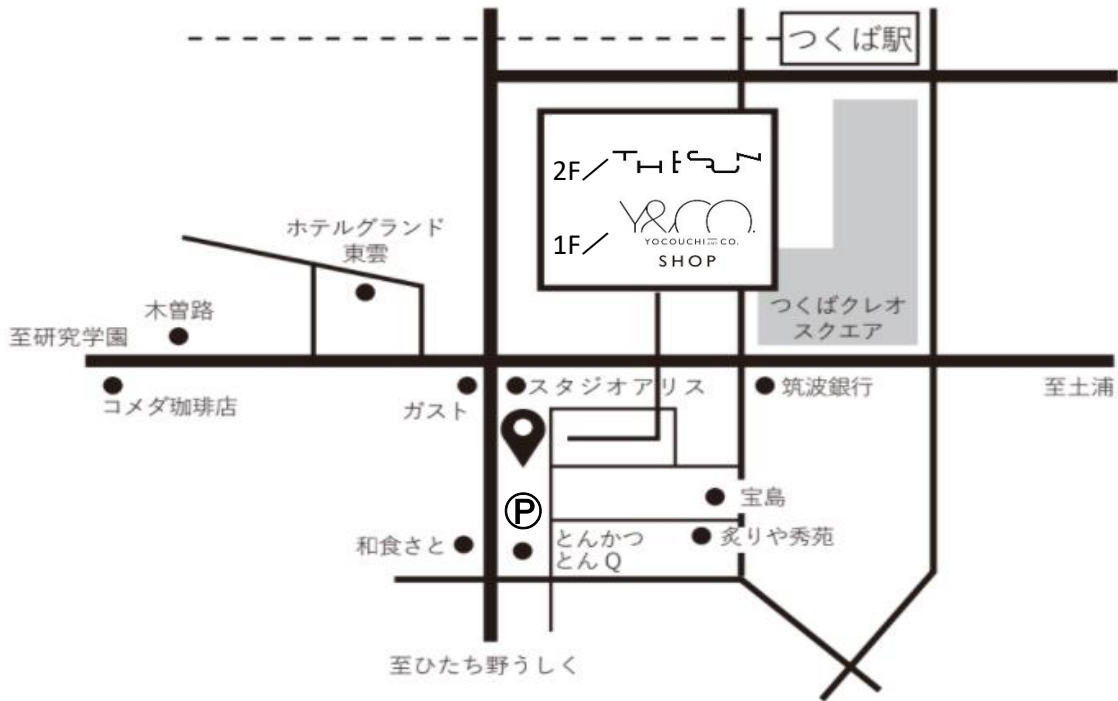 つくば駅
2F／THE SUN
1F／Y&CO.
YOCOUCHI AND CO.
SHOP
ホテルグランド
東雲
木曽路
至研究学園
つくばクレオ
スクエア
コメダ珈琲店
ガスト
スタジオアリス
筑波銀行
至土浦
P
宝島
和食さと
とんかつ
とんQ
炙りや秀苑
至ひたち野うしく